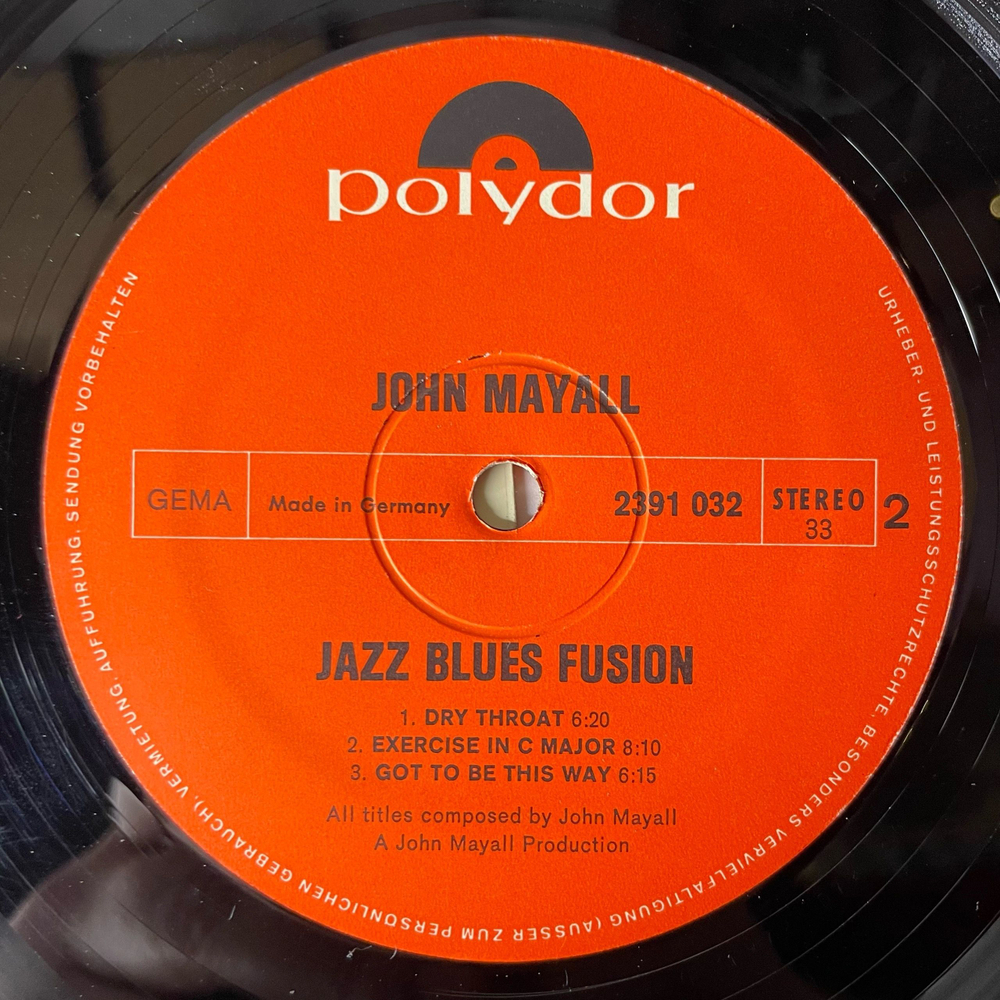 polydor
JOHN MAYALL
GEMA
Made in Germany
2391 032
STEREO
33
2
JAZZ BLUES FUSION
1. DRY THROAT 6:20
2. EXERCISE IN C MAJOR 8:10
3. GOT TO BE THIS WAY 6:15
All titles composed by John Mayall
A John Mayall Production
URHEBER- UND LEISTUNGSSCHUTZRECHTE, BESONDERS VERVIELFÄLTIGUNG (AUSSER ZUM PERSÖNLICHEN GEBRAUCH), VERMIETUNG, AUFFÜHRUNG, SENDUNG VORBEHALTEN